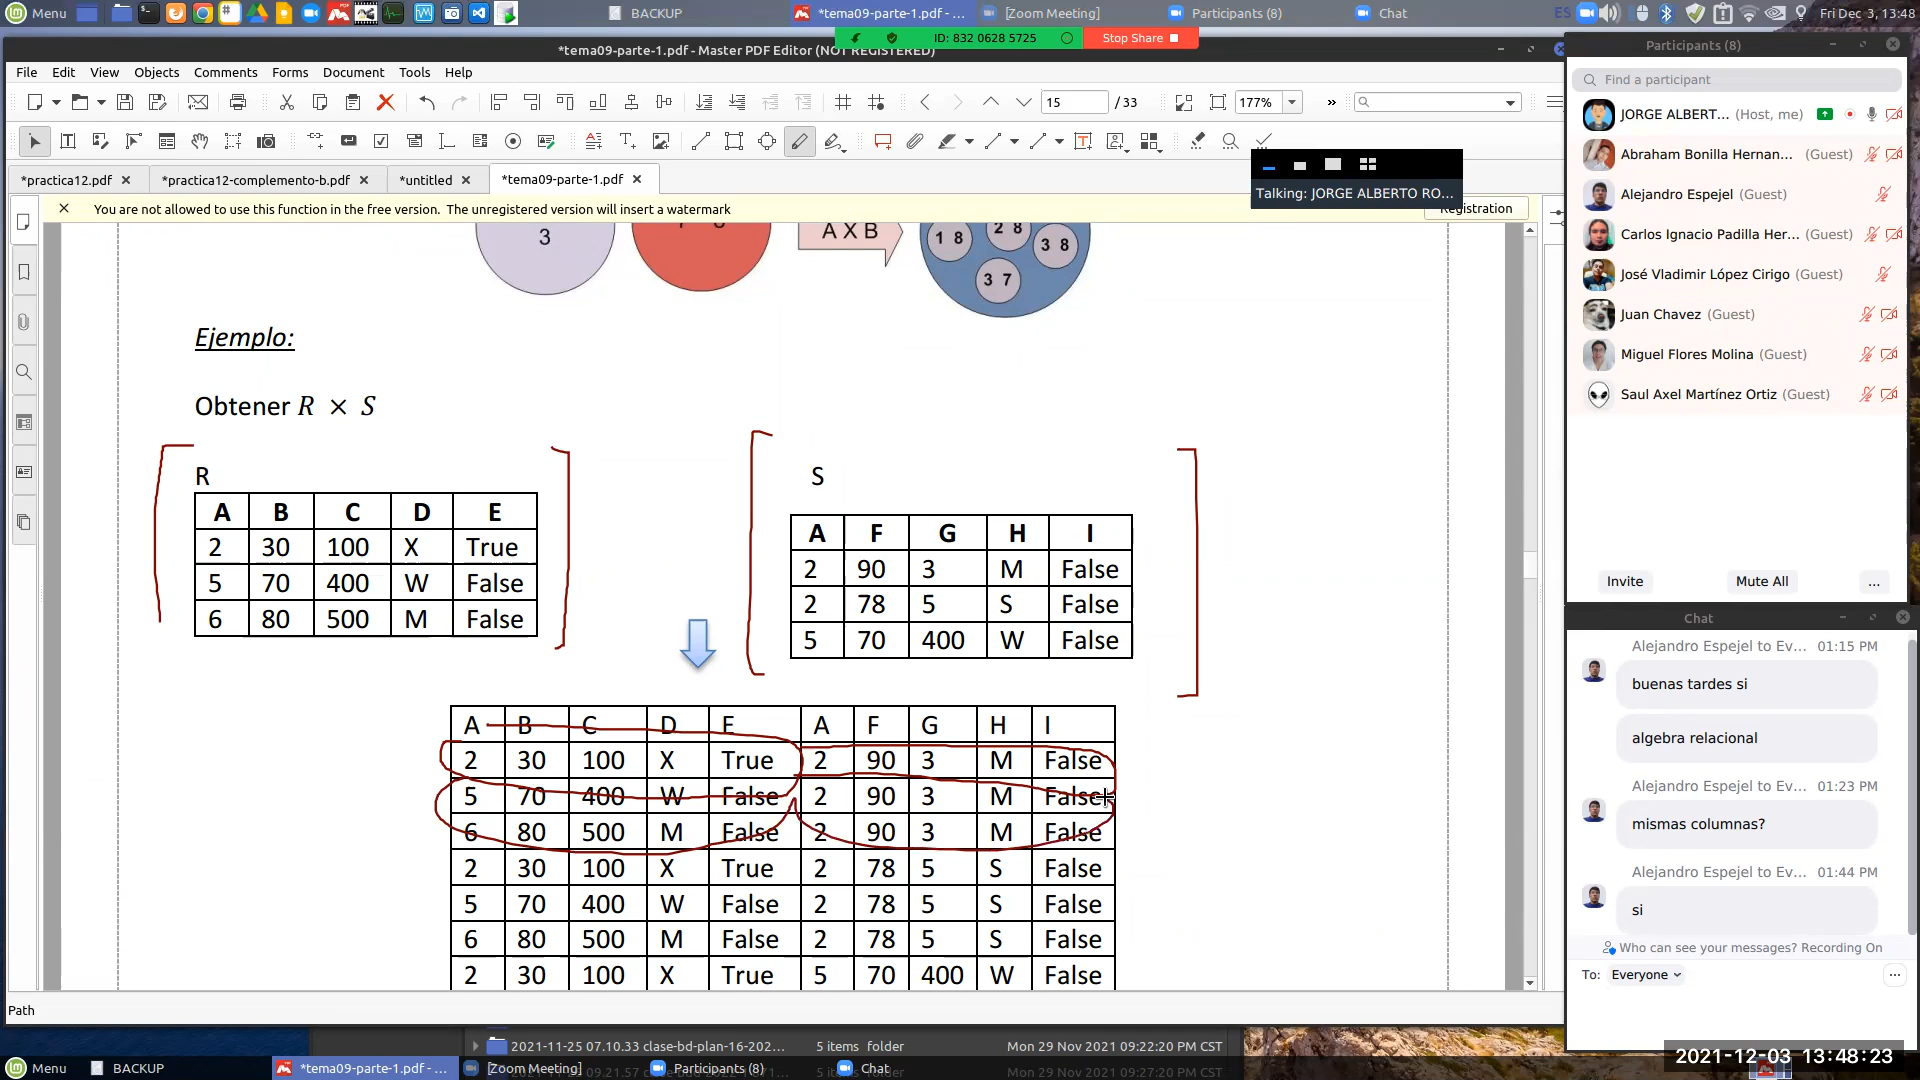 Menu
BACKUP
*tema09-parte-1.pdf - ...
[Zoom Meeting]
Participants (8)
Chat
ES
Fri Dec 3, 13:48
ID: 832 0628 5725
Stop Share
*tema09-parte-1.pdf - Master PDF Editor (NOT REGISTERED)
File Edit View Objects Comments Forms Document Tools Help
15 / 33
177%
*practica12.pdf
*practica12-complemento-b.pdf
*untitled
*tema09-parte-1.pdf
Talking: JORGE ALBERTO RO...
You are not allowed to use this function in the free version. The unregistered version will insert a watermark
Registration
3
A X B
1 8
2 8
3 8
3 7
Ejemplo:
Obtener R × S
R
A B C D E
2 30 100 X True
5 70 400 W False
6 80 500 M False
S
A F G H I
2 90 3 M False
2 78 5 S False
5 70 400 W False
A B C D E A F G H I
2 30 100 X True 2 90 3 M False
5 70 400 W False 2 90 3 M False
6 80 500 M False 2 90 3 M False
2 30 100 X True 2 78 5 S False
5 70 400 W False 2 78 5 S False
6 80 500 M False 2 78 5 S False
2 30 100 X True 5 70 400 W False
Path
Participants (8)
Find a participant
JORGE ALBERT... (Host, me)
Abraham Bonilla Hernan... (Guest)
Alejandro Espejel (Guest)
Carlos Ignacio Padilla Her... (Guest)
José Vladimir López Cirigo (Guest)
Juan Chavez (Guest)
Miguel Flores Molina (Guest)
Saul Axel Martínez Ortiz (Guest)
Invite
Mute All
...
Chat
Alejandro Espejel to Ev... 01:15 PM
buenas tardes si
algebra relacional
Alejandro Espejel to Ev... 01:23 PM
mismas columnas?
Alejandro Espejel to Ev... 01:44 PM
si
Who can see your messages? Recording On
To: Everyone
2021-11-25 07.10.33 clase-bd-plan-16-202... 5 items folder Mon 29 Nov 2021 09:22:20 PM CST
Menu
BACKUP
*tema09-parte-1.pdf - ...
[Zoom Meeting]
Participants (8)
Chat
2021-12-03 13:48:23